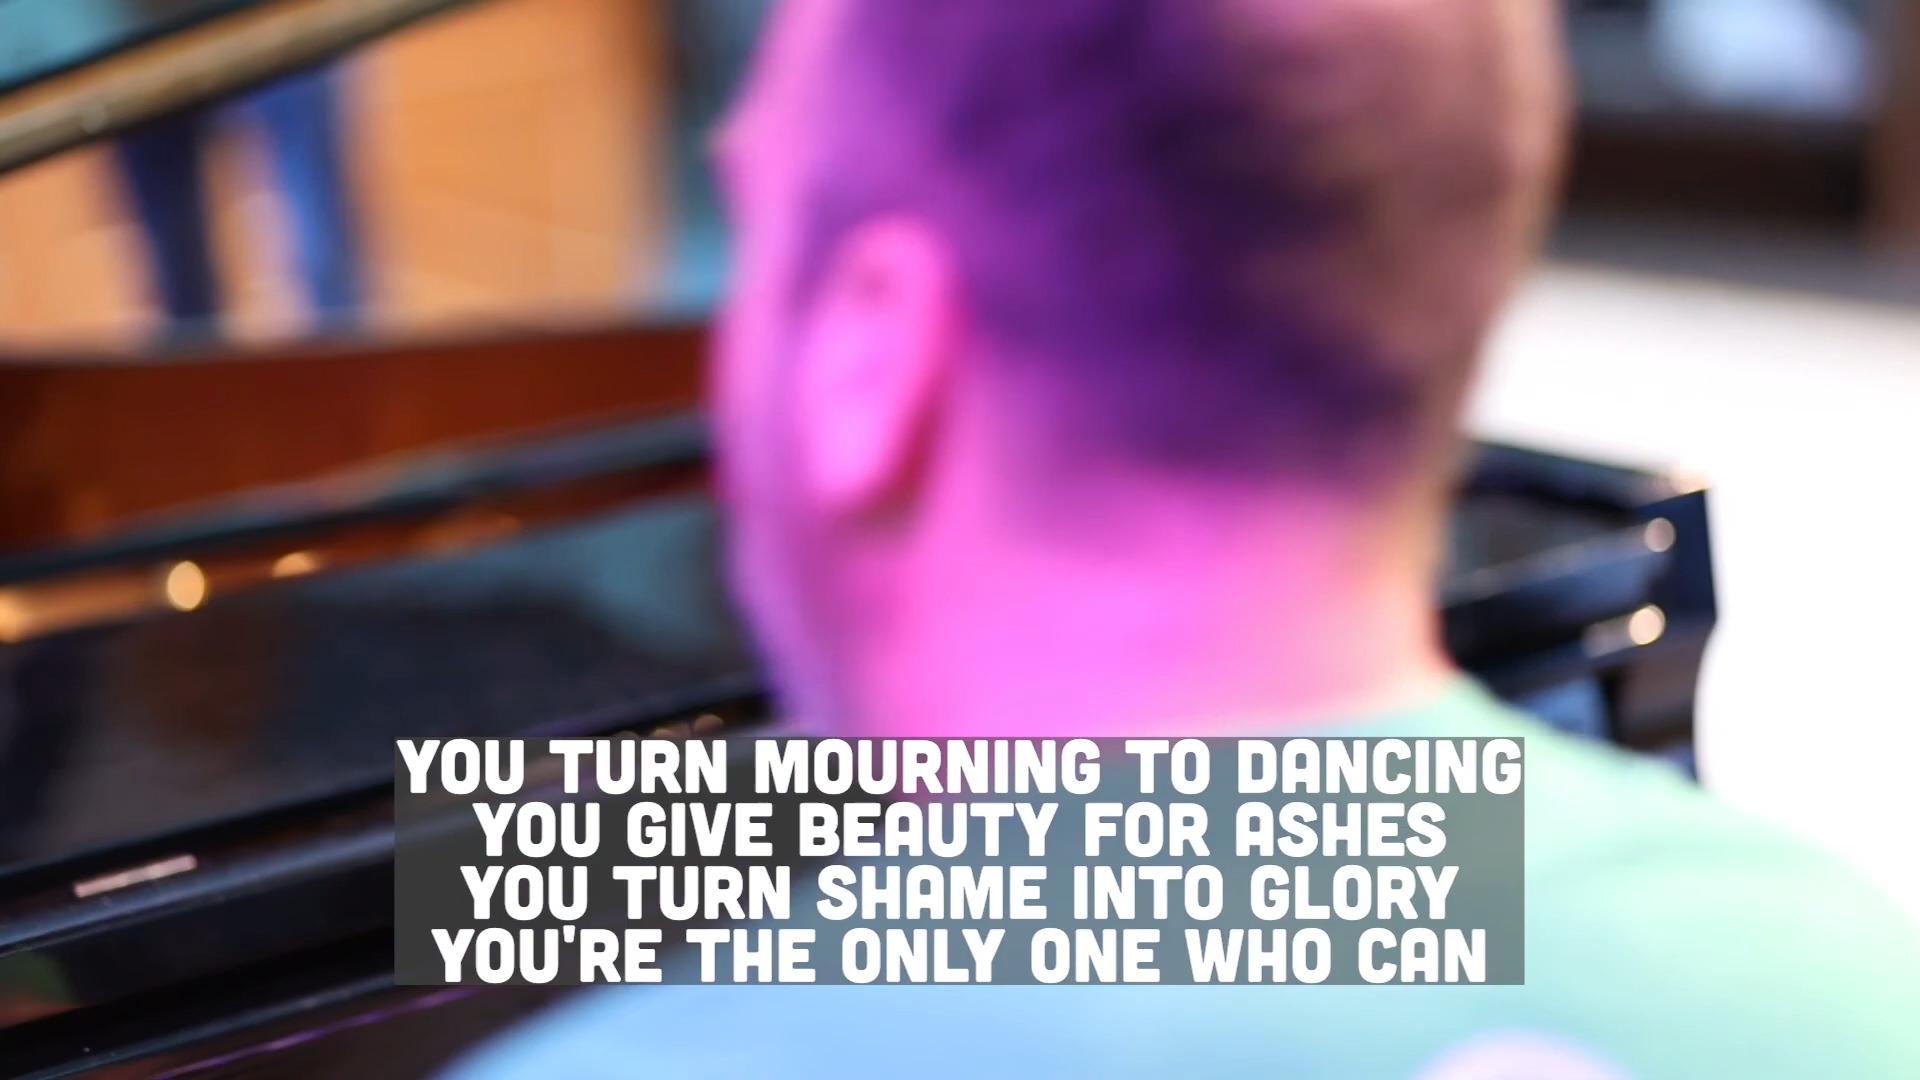 YOU TURN MOURNING TO DANCING
YOU GIVE BEAUTY FOR ASHES
YOU TURN SHAME INTO GLORY
YOU'RE THE ONLY ONE WHO CAN